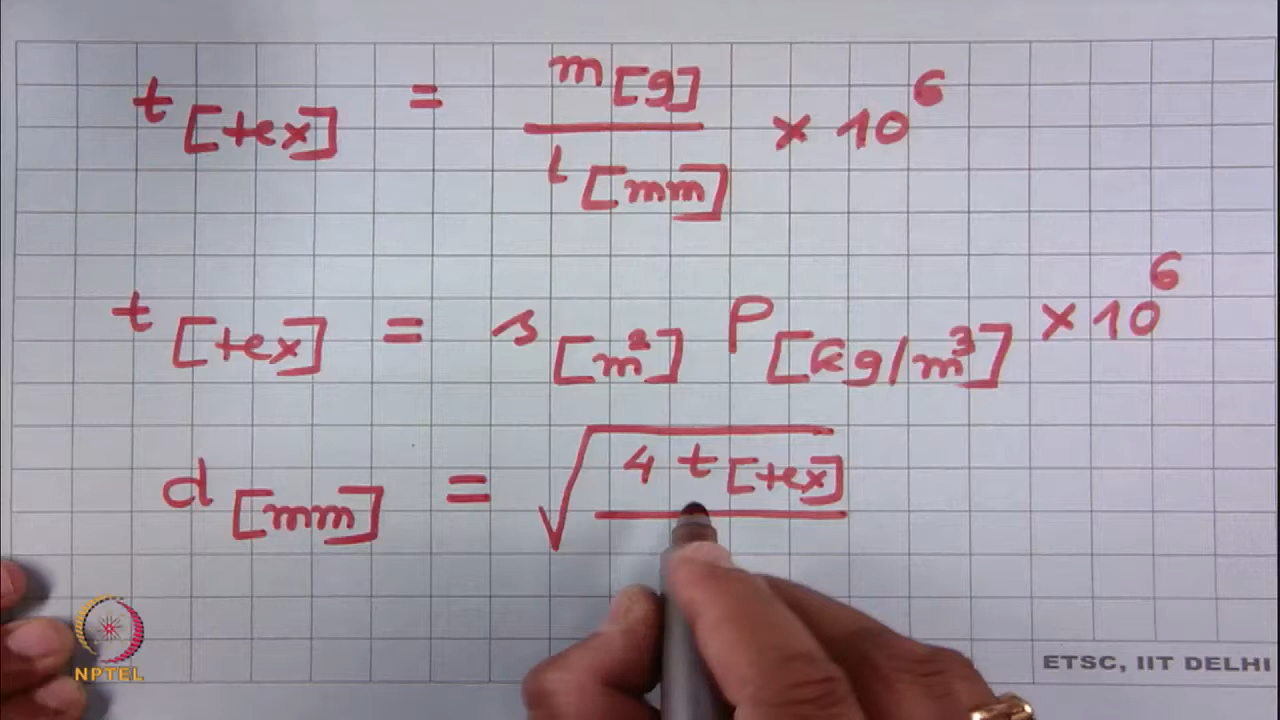 t [tex] = m [g] / l [mm] × 10^6
t [tex] = s [m²] ρ [kg/m³] × 10^6
d [mm] = √ 4 t [tex]
NPTEL
ETSC, IIT DELHI